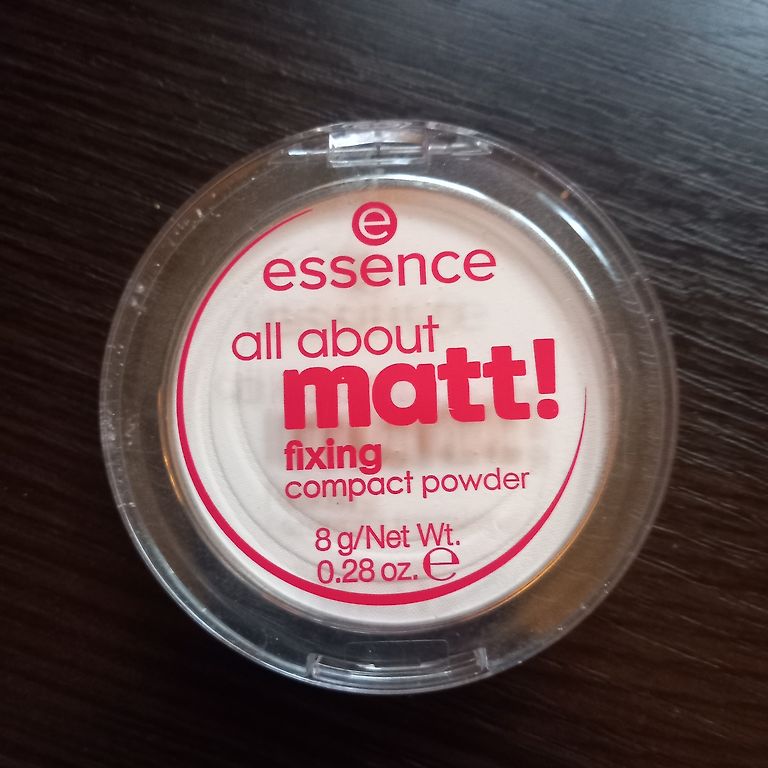 e
essence
all about
matt!
fixing
compact powder
8 g/Net Wt.
0.28 oz. ℮